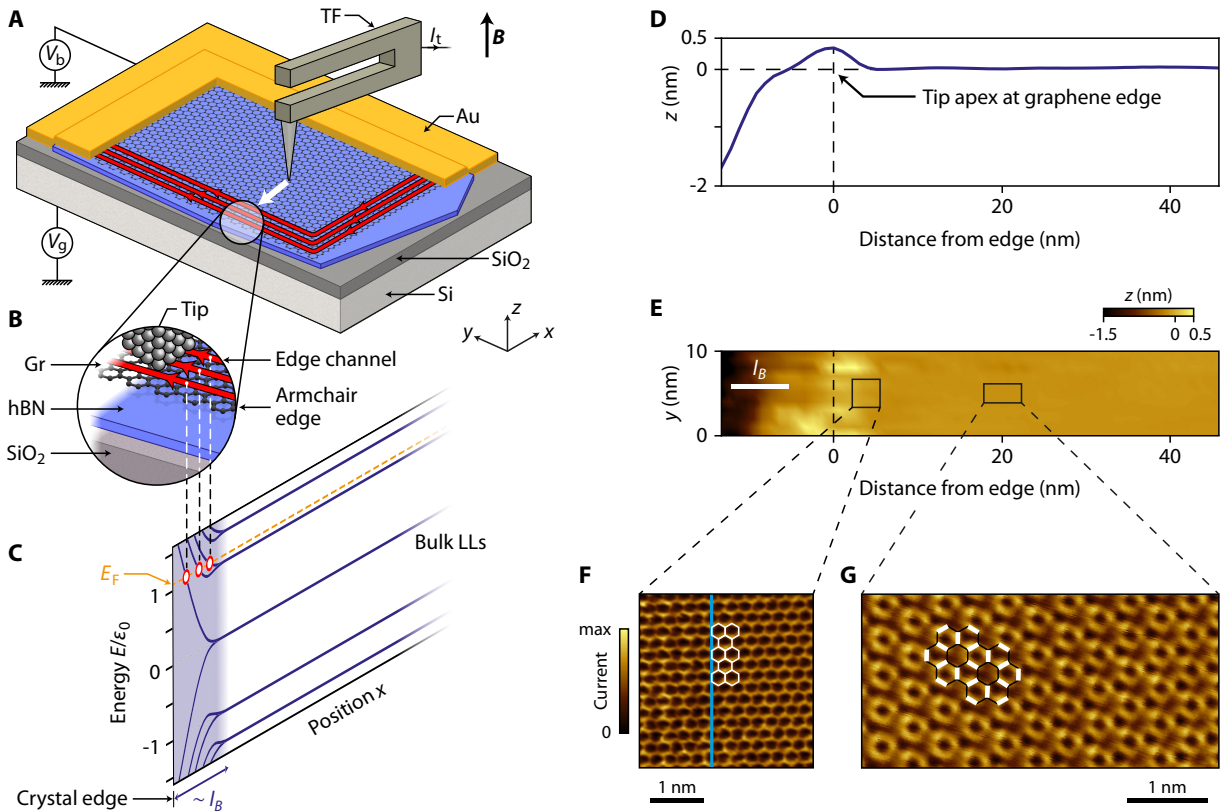 A
TF
I_t
B
V_b
Au
V_g
SiO2
Si
B
Tip
z
y
x
Gr
Edge channel
hBN
Armchair
edge
SiO2
C
Bulk LLs
E_F
1
0
-1
Energy E/ε0
Position x
Crystal edge
~ l_B
D
0.5
0
-2
z (nm)
Tip apex at graphene edge
0
20
40
Distance from edge (nm)
E
z (nm)
-1.5
0
0.5
10
0
y (nm)
l_B
0
20
40
Distance from edge (nm)
F
max
0
Current
1 nm
G
1 nm